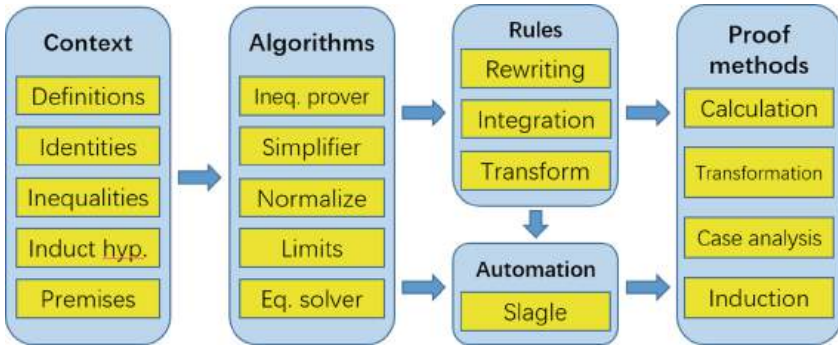 Context
Definitions
Identities
Inequalities
Induct hyp.
Premises
Algorithms
Ineq. prover
Simplifier
Normalize
Limits
Eq. solver
Rules
Rewriting
Integration
Transform
Automation
Slagle
Proof
methods
Calculation
Transformation
Case analysis
Induction